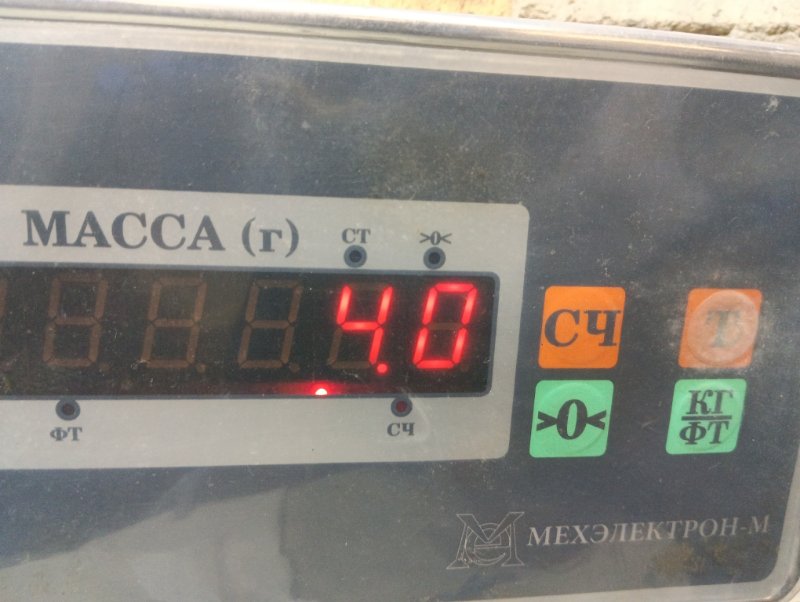 МАССА (г)
СТ
>0<
4.0
СЧ
Т
ФТ
СЧ
>0<
КГ
ФТ
МЕХЭЛЕКТРОН-М